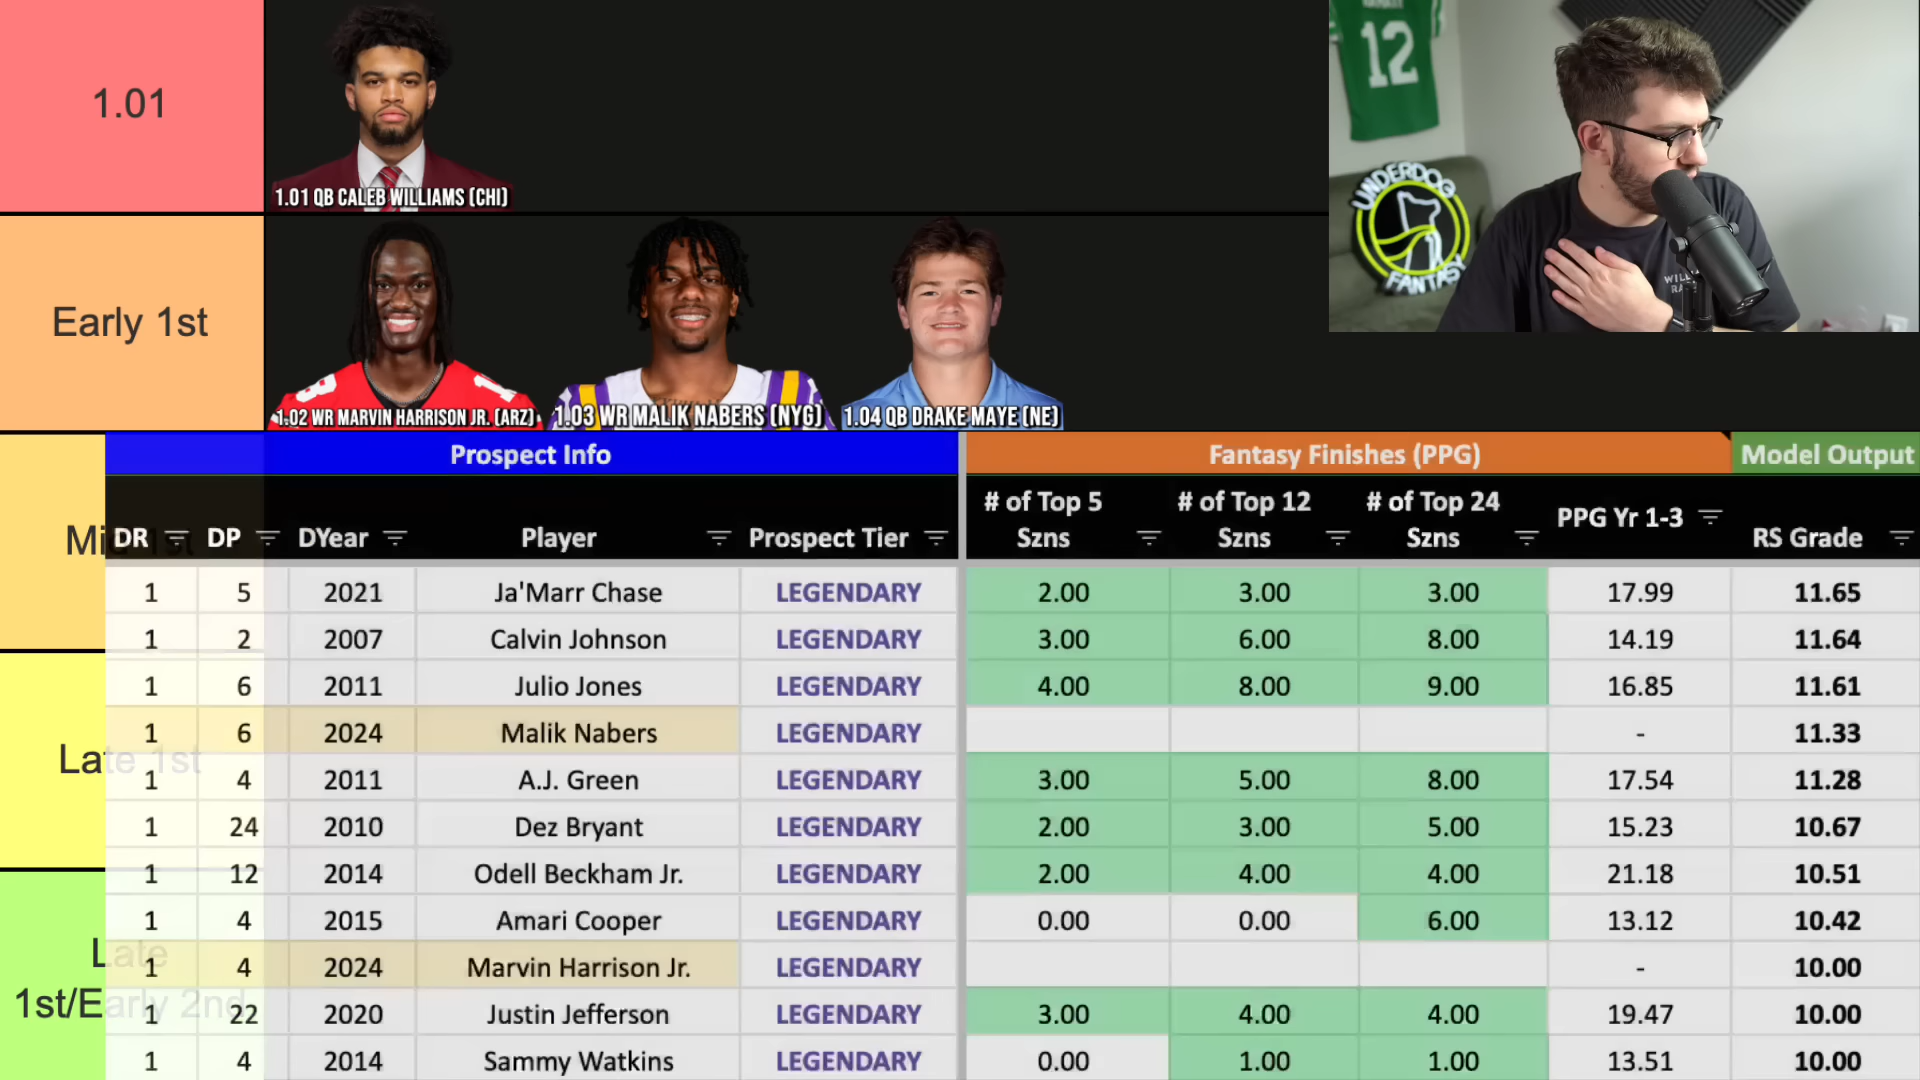 1.01
1.01 QB CALEB WILLIAMS (CHI)
12
UNDERDOG
FANTASY
Early 1st
1.02 WR MARVIN HARRISON JR. (ARZ)
1.03 WR MALIK NABERS (NYG)
1.04 QB DRAKE MAYE (NE)
Prospect Info
Fantasy Finishes (PPG)
Model Output
Mid 1st
DR DP DYear Player Prospect Tier # of Top 5 Szns # of Top 12 Szns # of Top 24 Szns PPG Yr 1-3 RS Grade
1 5 2021 Ja'Marr Chase LEGENDARY 2.00 3.00 3.00 17.99 11.65
1 2 2007 Calvin Johnson LEGENDARY 3.00 6.00 8.00 14.19 11.64
1 6 2011 Julio Jones LEGENDARY 4.00 8.00 9.00 16.85 11.61
1 6 2024 Malik Nabers LEGENDARY - 11.33
Late 1st
1 4 2011 A.J. Green LEGENDARY 3.00 5.00 8.00 17.54 11.28
1 24 2010 Dez Bryant LEGENDARY 2.00 3.00 5.00 15.23 10.67
1 12 2014 Odell Beckham Jr. LEGENDARY 2.00 4.00 4.00 21.18 10.51
1 4 2015 Amari Cooper LEGENDARY 0.00 0.00 6.00 13.12 10.42
Late
1st/Early 2nd
1 4 2024 Marvin Harrison Jr. LEGENDARY - 10.00
1 22 2020 Justin Jefferson LEGENDARY 3.00 4.00 4.00 19.47 10.00
1 4 2014 Sammy Watkins LEGENDARY 0.00 1.00 1.00 13.51 10.00